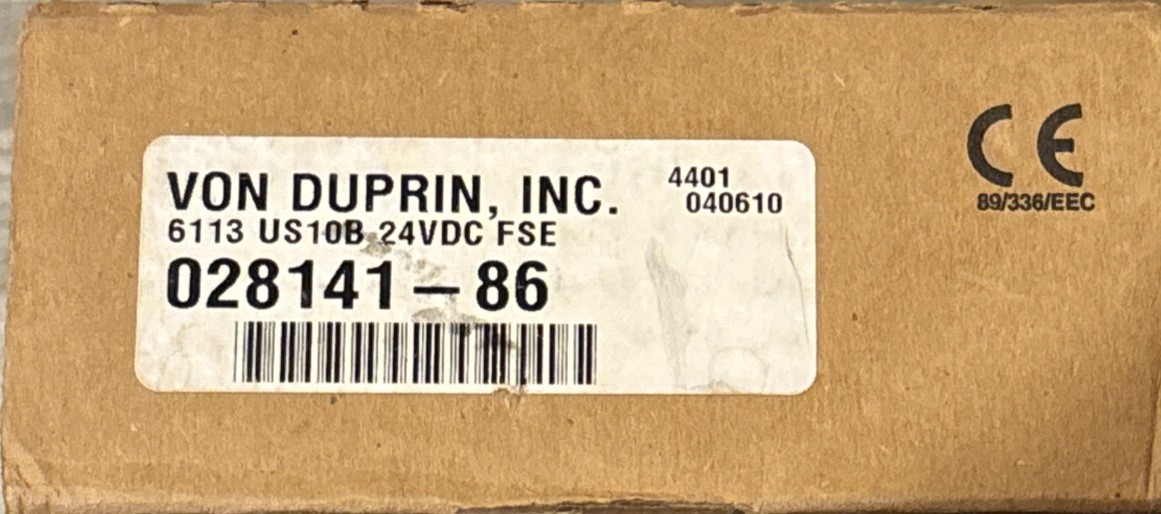 VON DUPRIN, INC.
4401
040610
6113 US10B 24VDC FSE
028141-86
CE
89/336/EEC